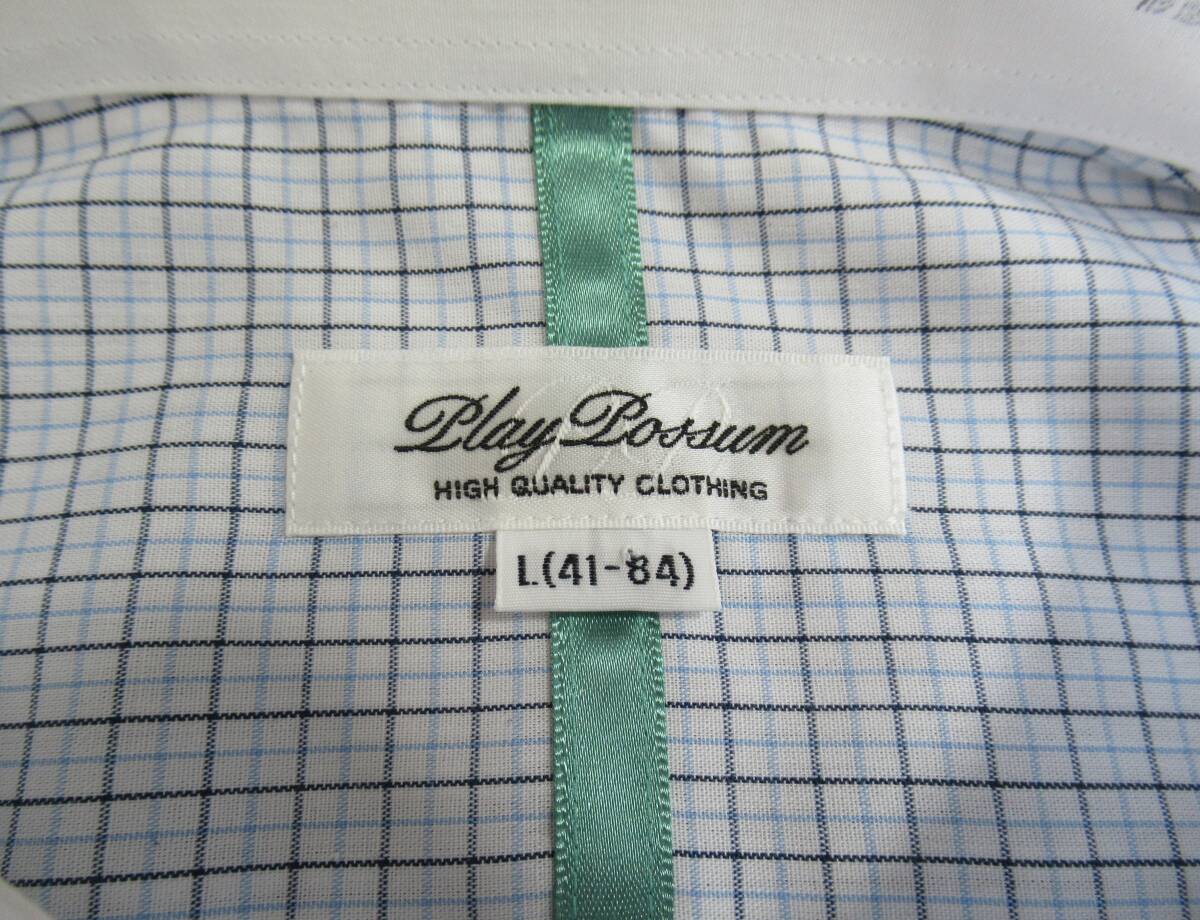 Play Possum
HIGH QUALITY CLOTHING
L(41-84)